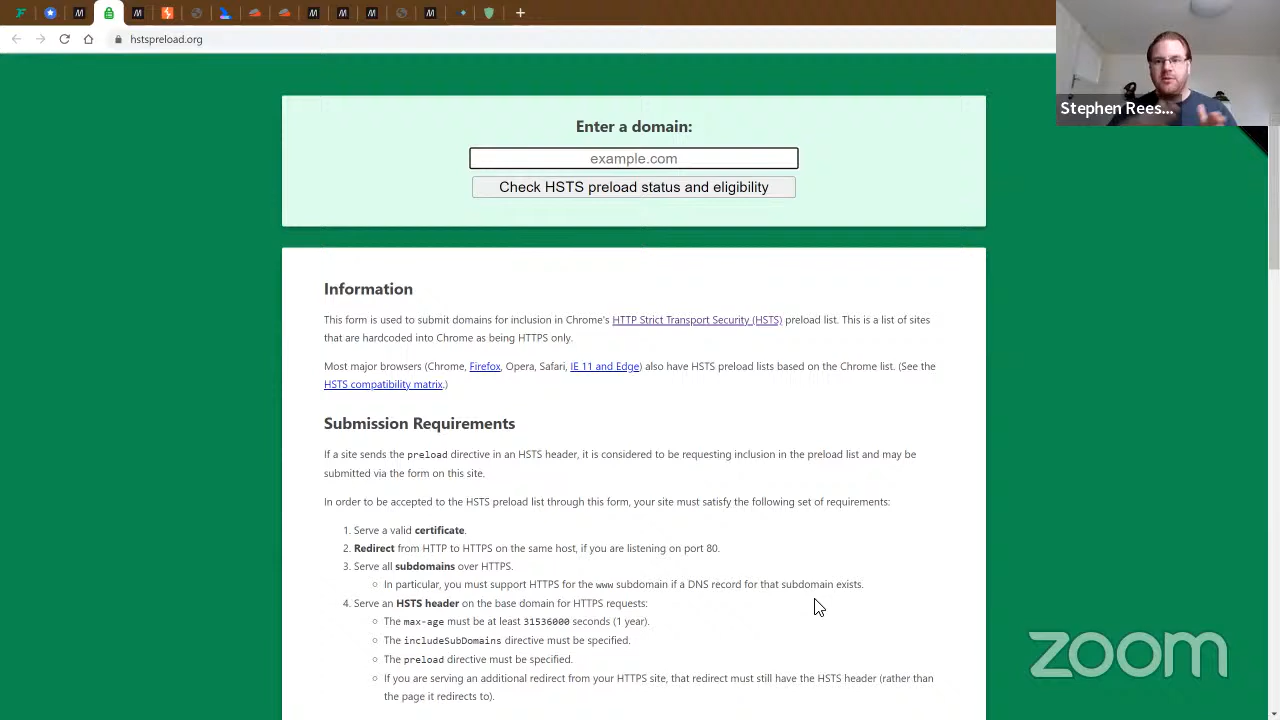 hstspreload.org
Stephen Rees...
Enter a domain:
example.com
Check HSTS preload status and eligibility
Information
This form is used to submit domains for inclusion in Chrome's HTTP Strict Transport Security (HSTS) preload list. This is a list of sites
that are hardcoded into Chrome as being HTTPS only.
Most major browsers (Chrome, Firefox, Opera, Safari, IE 11 and Edge) also have HSTS preload lists based on the Chrome list. (See the
HSTS compatibility matrix.)
Submission Requirements
If a site sends the preload directive in an HSTS header, it is considered to be requesting inclusion in the preload list and may be
submitted via the form on this site.
In order to be accepted to the HSTS preload list through this form, your site must satisfy the following set of requirements:
1. Serve a valid certificate.
2. Redirect from HTTP to HTTPS on the same host, if you are listening on port 80.
3. Serve all subdomains over HTTPS.
◦ In particular, you must support HTTPS for the www subdomain if a DNS record for that subdomain exists.
4. Serve an HSTS header on the base domain for HTTPS requests:
◦ The max-age must be at least 31536000 seconds (1 year).
◦ The includeSubDomains directive must be specified.
◦ The preload directive must be specified.
◦ If you are serving an additional redirect from your HTTPS site, that redirect must still have the HSTS header (rather than
the page it redirects to).
zoom